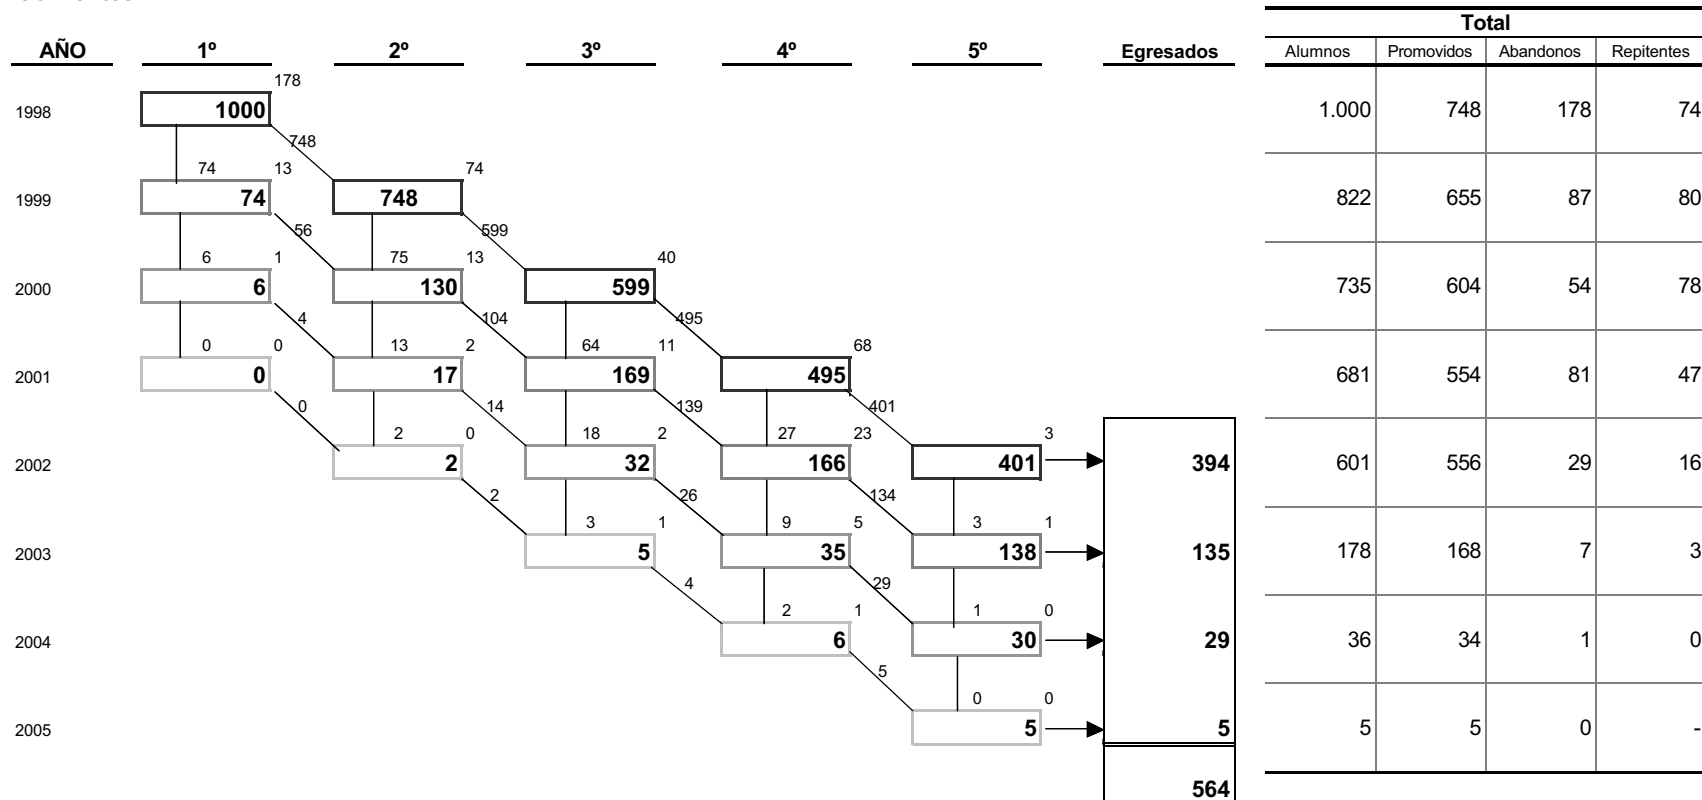 Total
AÑO 1º 2º 3º 4º 5º Egresados Alumnos Promovidos Abandonos Repitentes
178
1998 1000 1.000 748 178 74
748
74 13 74
1999 74 748 822 655 87 80
56 599
6 1 75 13 40
2000 6 130 599 735 604 54 78
4 104 495
0 0 13 2 64 11 68
2001 0 17 169 495 681 554 81 47
0 14 139 401
2 0 18 2 27 23 3
2002 2 32 166 401 394 601 556 29 16
2 26 134
3 1 9 5 3 1
2003 5 35 138 135 178 168 7 3
4 29
2 1 1 0
2004 6 30 29 36 34 1 0
5
0 0
2005 5 5 5 5 0 -
564